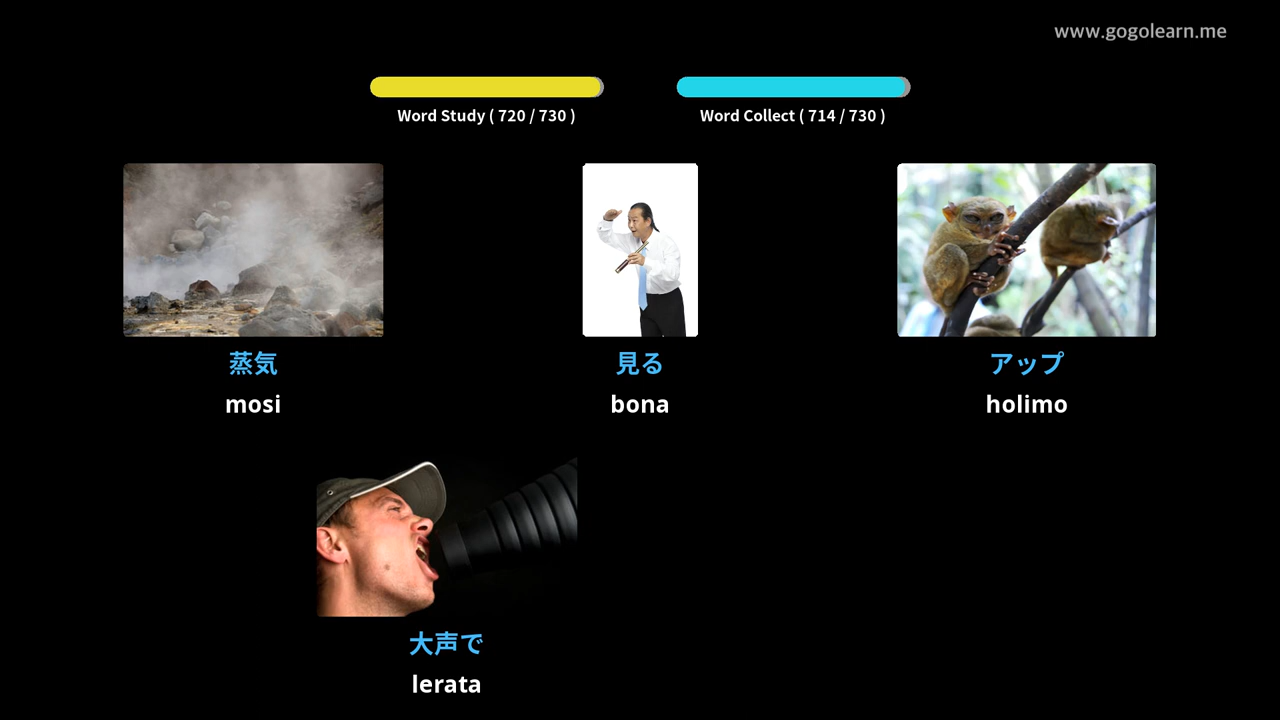 www.gogolearn.me
Word Study ( 720 / 730 )
Word Collect ( 714 / 730 )
蒸気
mosi
見る
bona
アップ
holimo
大声で
lerata